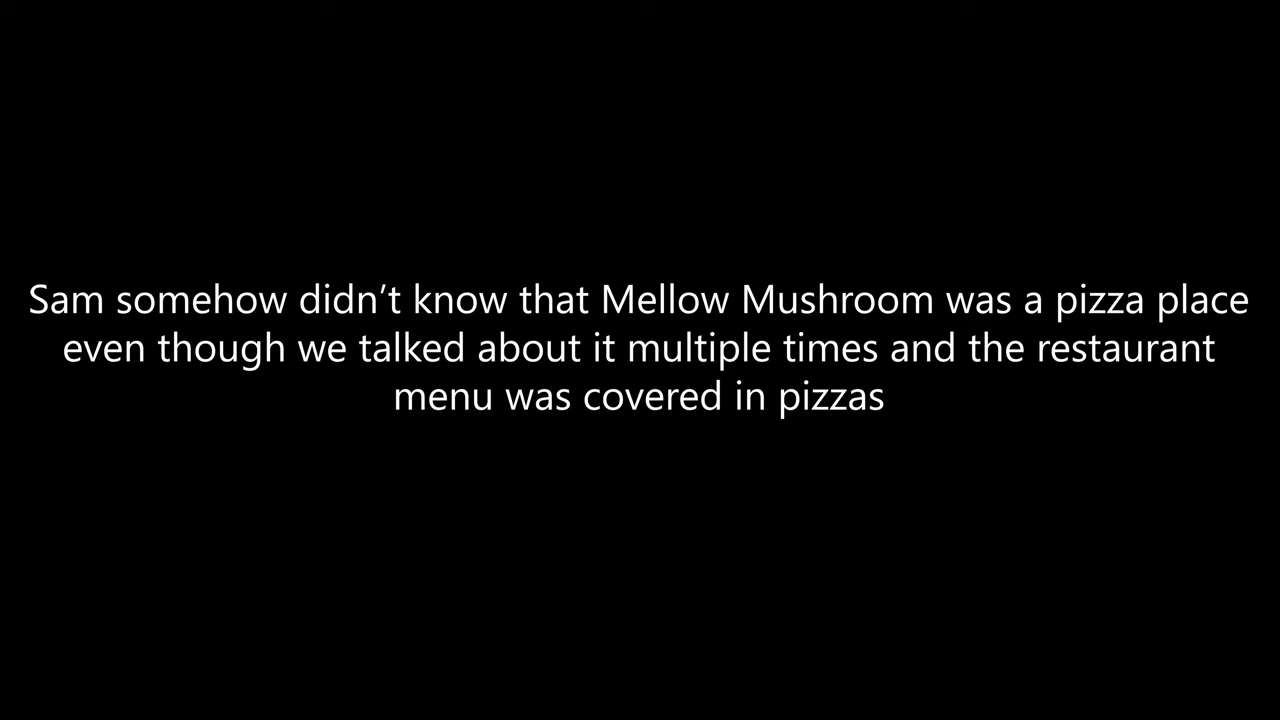 Sam somehow didn’t know that Mellow Mushroom was a pizza place
even though we talked about it multiple times and the restaurant
menu was covered in pizzas